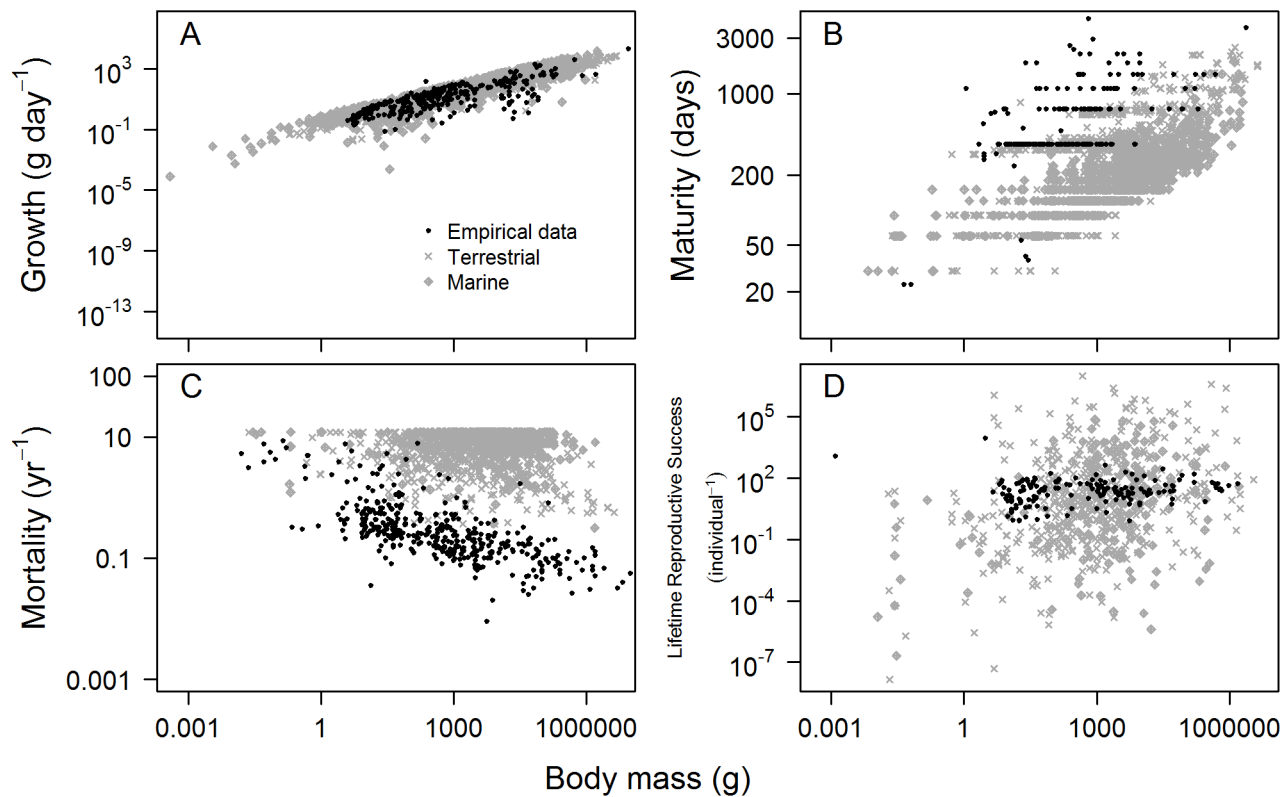 A
Growth (g day⁻¹)
10³
10⁻¹
10⁻⁵
10⁻⁹
10⁻¹³
Empirical data
Terrestrial
Marine
B
Maturity (days)
3000
1000
200
50
20
C
Mortality (yr⁻¹)
100
10
0.1
0.001
0.001 1 1000 1000000
D
Lifetime Reproductive Success
(individual⁻¹)
10⁵
10²
10⁻¹
10⁻⁴
10⁻⁷
0.001 1 1000 1000000
Body mass (g)